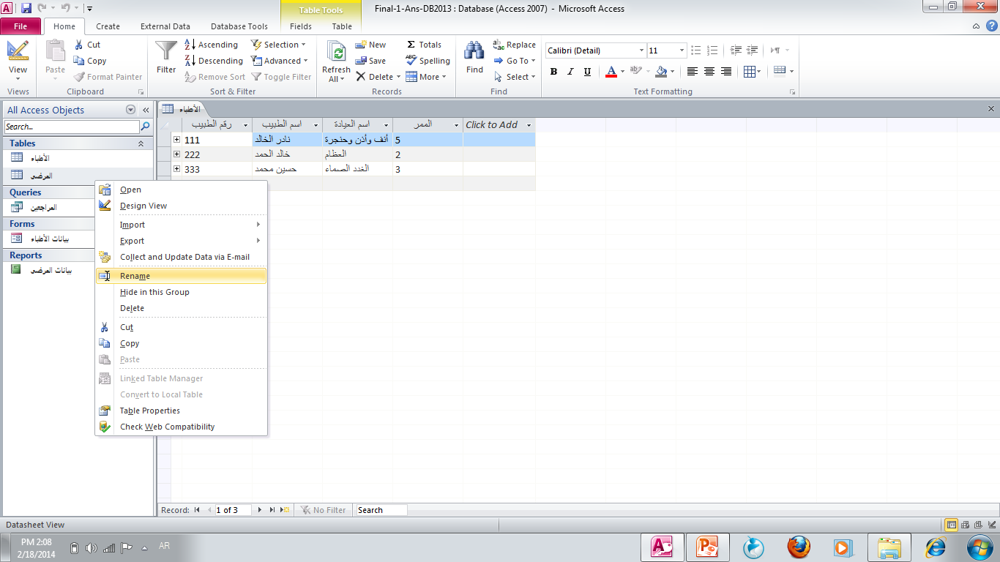 Table Tools
Final-1-Ans-DB2013 : Database (Access 2007) - Microsoft Access
File Home Create External Data Database Tools Fields Table
View
Views
Paste
Cut
Copy
Format Painter
Clipboard
Filter
Ascending
Descending
Remove Sort
Selection
Advanced
Toggle Filter
Sort & Filter
Refresh All
New
Save
Delete
Totals
Spelling
More
Records
Find
Replace
Go To
Select
Find
Calibri (Detail) 11
B I U A ab
Text Formatting
All Access Objects
Search...
Tables
الأطباء
المرضى
Queries
المراجعين
Forms
بيانات الأطباء
Reports
بيانات المرضى
Open
Design View
Import
Export
Collect and Update Data via E-mail
Rename
Hide in this Group
Delete
Cut
Copy
Paste
Linked Table Manager
Convert to Local Table
Table Properties
Check Web Compatibility
الأطباء
رقم الطبيب اسم الطبيب اسم العيادة الممر Click to Add
111 نادر الخالد أنف وأذن وحنجرة 5
222 خالد الحمد العظام 2
333 حسين محمد الغدد الصماء 3
Record: 1 of 3 No Filter Search
Datasheet View
PM 2:08
2/18/2014
AR